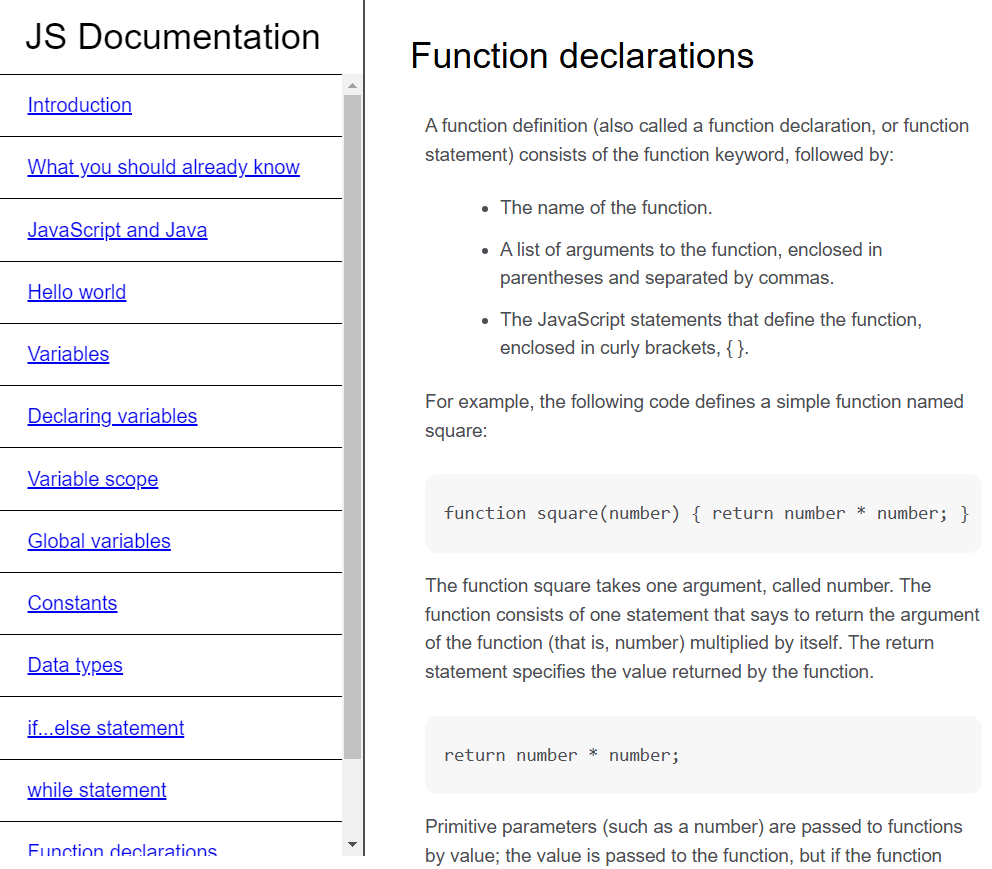 JS Documentation
Introduction
What you should already know
JavaScript and Java
Hello world
Variables
Declaring variables
Variable scope
Global variables
Constants
Data types
if...else statement
while statement
Function declarations
Function declarations
A function definition (also called a function declaration, or function
statement) consists of the function keyword, followed by:
• The name of the function.
• A list of arguments to the function, enclosed in
parentheses and separated by commas.
• The JavaScript statements that define the function,
enclosed in curly brackets, { }.
For example, the following code defines a simple function named
square:
function square(number) { return number * number; }
The function square takes one argument, called number. The
function consists of one statement that says to return the argument
of the function (that is, number) multiplied by itself. The return
statement specifies the value returned by the function.
return number * number;
Primitive parameters (such as a number) are passed to functions
by value; the value is passed to the function, but if the function